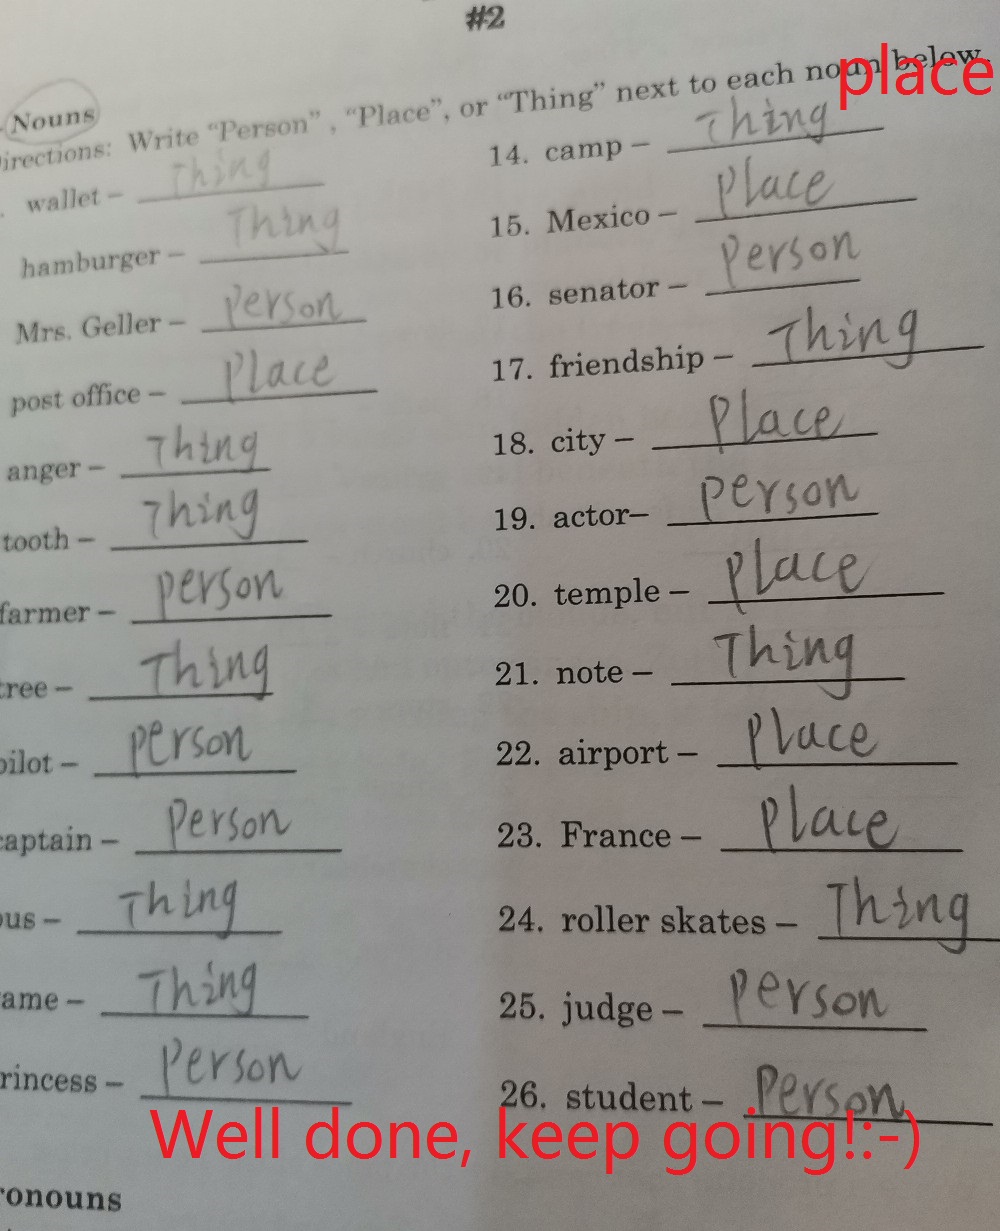 #2
Nouns
irections: Write "Person" , "Place", or "Thing" next to each noun below.
place
wallet – Thing
hamburger – Thing
Mrs. Geller – Person
post office – Place
anger – Thing
tooth – Thing
farmer – person
ree – Thing
pilot – person
captain – Person
us – Thing
ame – Thing
rincess – Person
14. camp – Thing
15. Mexico – Place
16. senator – Person
17. friendship – Thing
18. city – Place
19. actor– Person
20. temple – Place
21. note – Thing
22. airport – Place
23. France – Place
24. roller skates – Thing
25. judge – Person
26. student – Person
Well done, keep going!:-)
ronouns